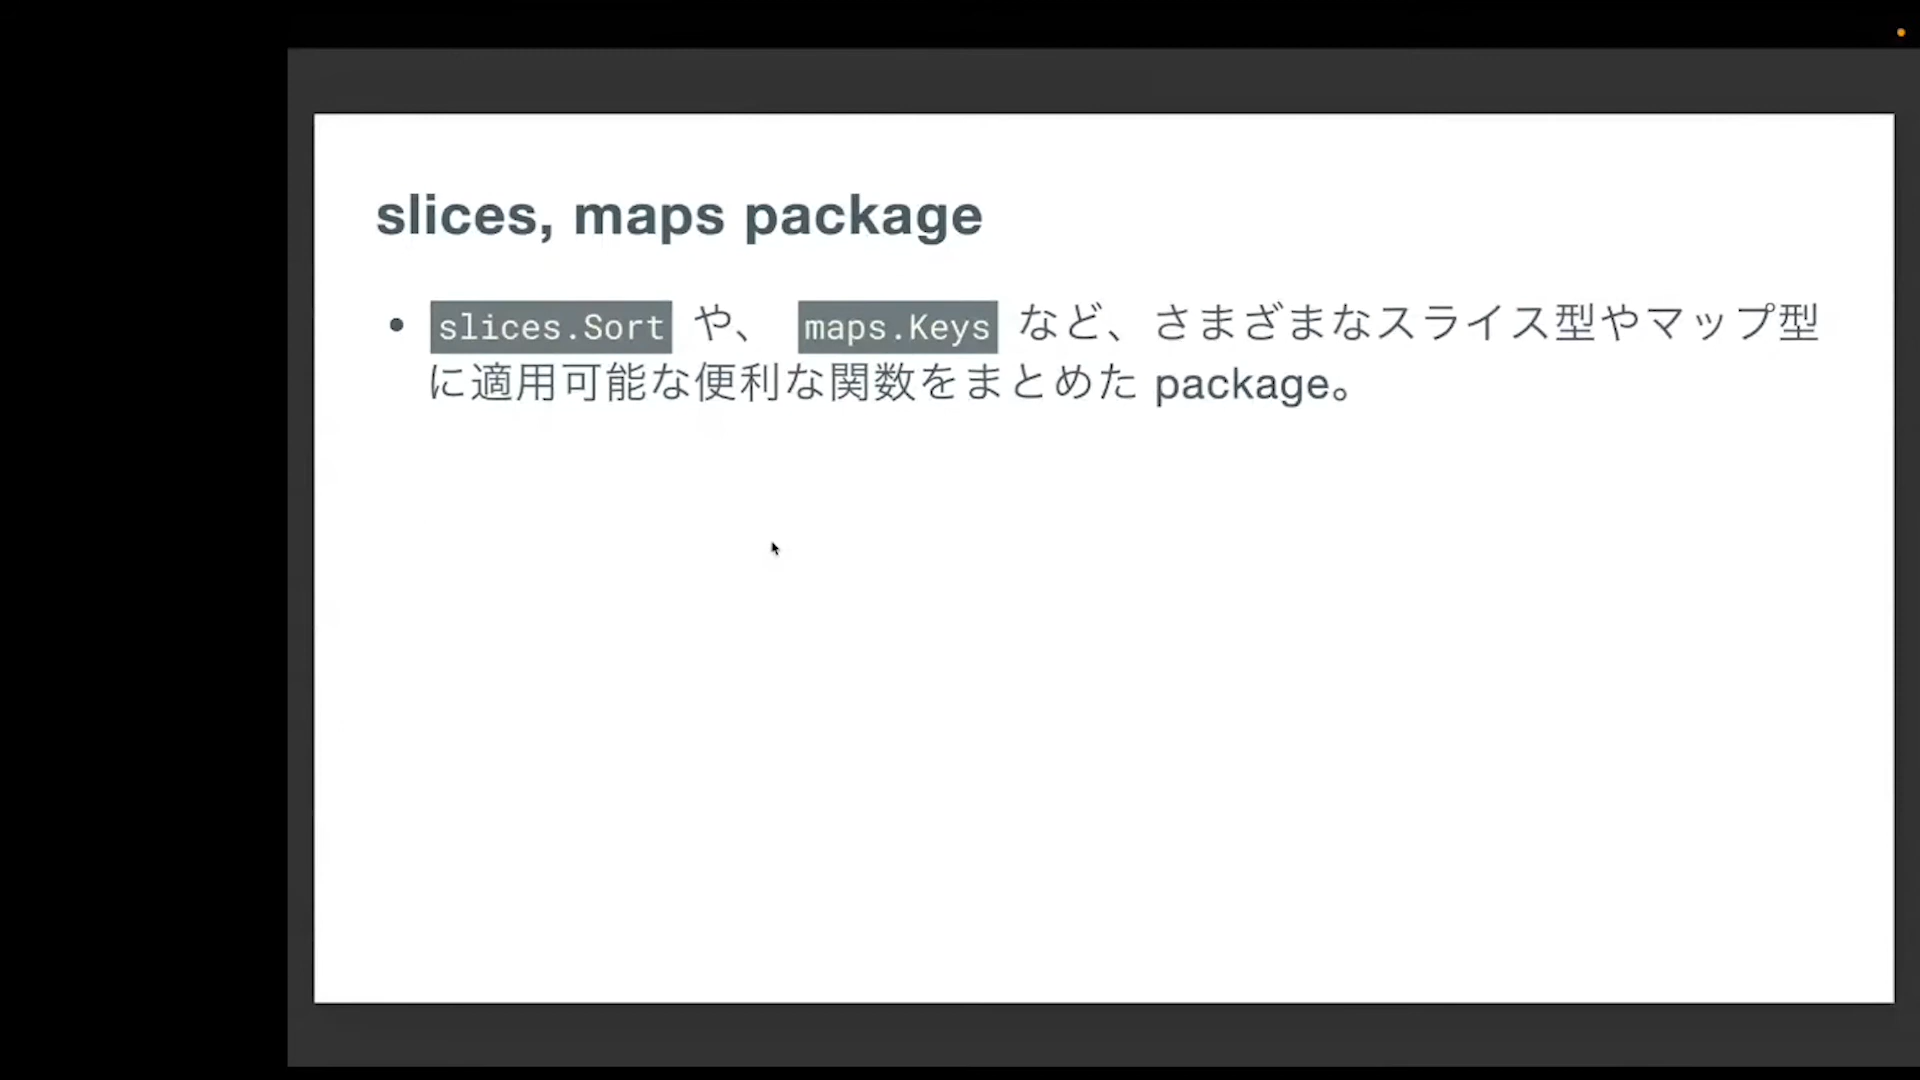 slices, maps package
• slices.Sort や、 maps.Keys など、さまざまなスライス型やマップ型
に適用可能な便利な関数をまとめた package。